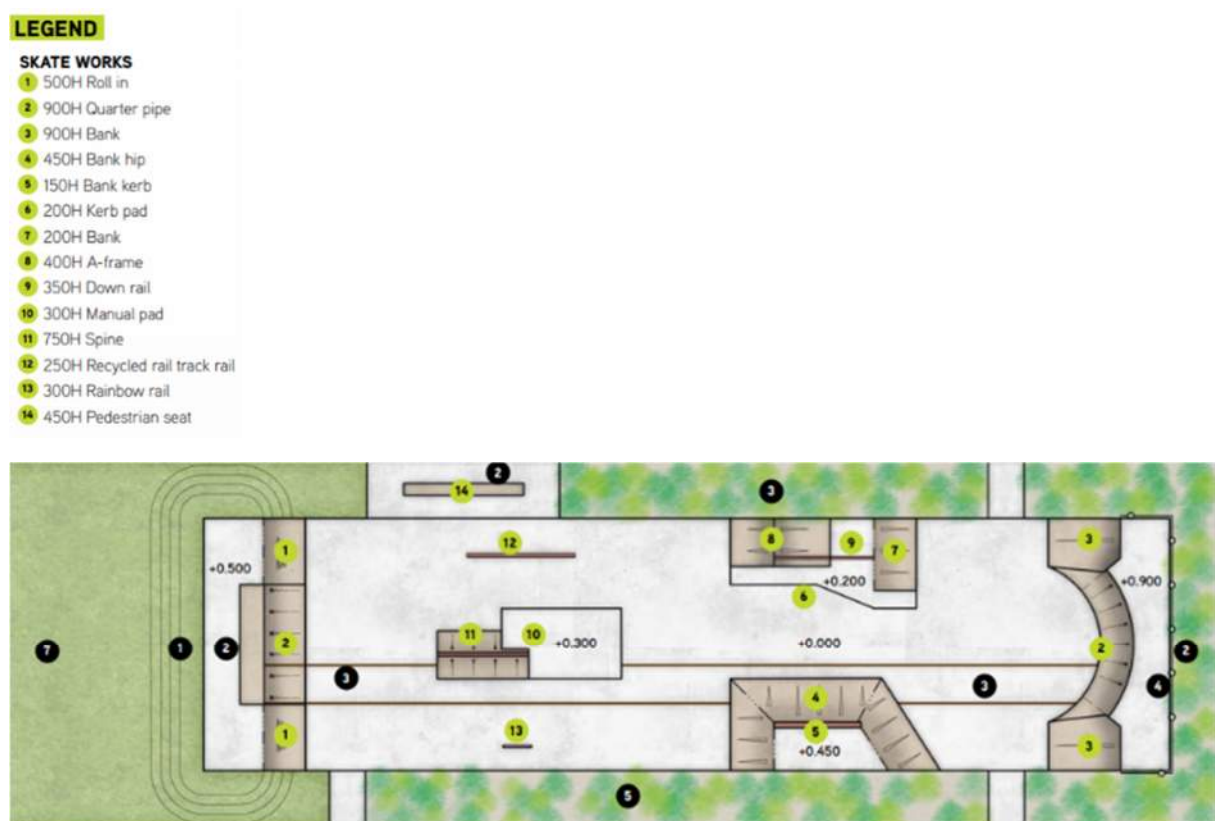 LEGEND
SKATE WORKS
1 500H Roll in
2 900H Quarter pipe
3 900H Bank
4 450H Bank hip
5 150H Bank kerb
6 200H Kerb pad
7 200H Bank
8 400H A-frame
9 350H Down rail
10 300H Manual pad
11 750H Spine
12 250H Recycled rail track rail
13 300H Rainbow rail
14 450H Pedestrian seat
2
14
3
12
1
8
9
7
3
+0.500
+0.200
+0.900
6
11
10
+0.300
+0.000
7
1
2
2
2
2
3
3
4
4
5
13
1
+0.450
3
5